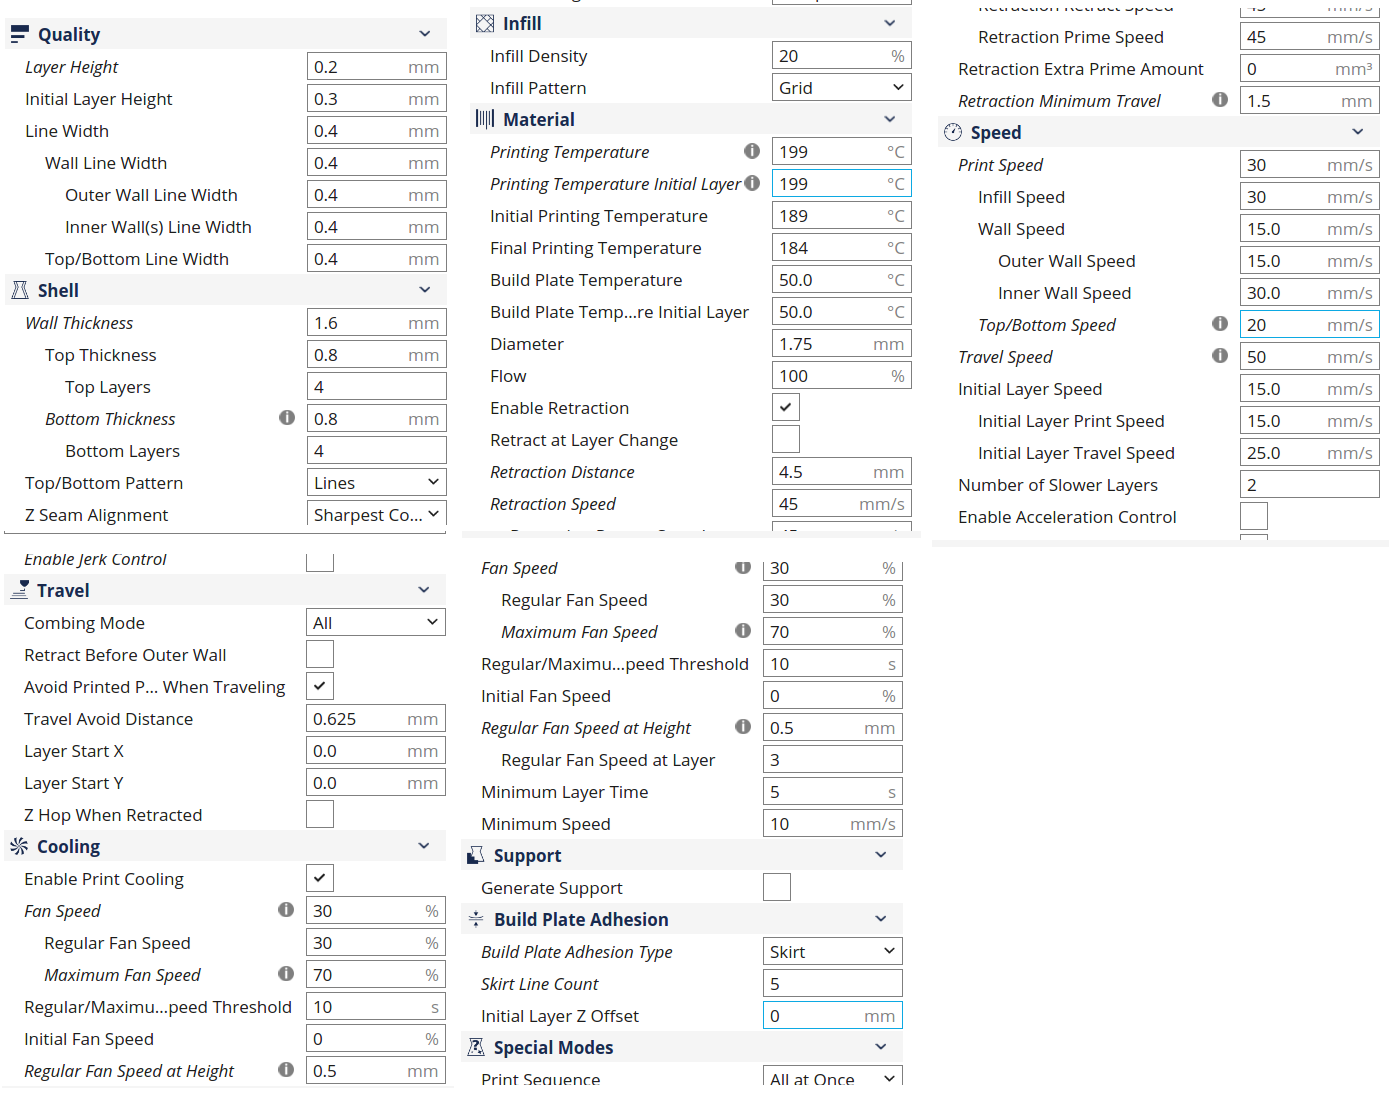 Quality
Layer Height 0.2 mm
Initial Layer Height 0.3 mm
Line Width 0.4 mm
Wall Line Width 0.4 mm
Outer Wall Line Width 0.4 mm
Inner Wall(s) Line Width 0.4 mm
Top/Bottom Line Width 0.4 mm
Shell
Wall Thickness 1.6 mm
Top Thickness 0.8 mm
Top Layers 4
Bottom Thickness 0.8 mm
Bottom Layers 4
Top/Bottom Pattern Lines
Z Seam Alignment Sharpest Co...
Infill
Infill Density 20 %
Infill Pattern Grid
Material
Printing Temperature 199 °C
Printing Temperature Initial Layer 199 °C
Initial Printing Temperature 189 °C
Final Printing Temperature 184 °C
Build Plate Temperature 50.0 °C
Build Plate Temp...re Initial Layer 50.0 °C
Diameter 1.75 mm
Flow 100 %
Enable Retraction
Retract at Layer Change
Retraction Distance 4.5 mm
Retraction Speed 45 mm/s
Retraction Retract Speed 45 mm/s
Retraction Prime Speed 45 mm/s
Retraction Extra Prime Amount 0 mm³
Retraction Minimum Travel 1.5 mm
Speed
Print Speed 30 mm/s
Infill Speed 30 mm/s
Wall Speed 15.0 mm/s
Outer Wall Speed 15.0 mm/s
Inner Wall Speed 30.0 mm/s
Top/Bottom Speed 20 mm/s
Travel Speed 50 mm/s
Initial Layer Speed 15.0 mm/s
Initial Layer Print Speed 15.0 mm/s
Initial Layer Travel Speed 25.0 mm/s
Number of Slower Layers 2
Enable Acceleration Control
Enable Jerk Control
Travel
Combing Mode All
Retract Before Outer Wall
Avoid Printed P... When Traveling
Travel Avoid Distance 0.625 mm
Layer Start X 0.0 mm
Layer Start Y 0.0 mm
Z Hop When Retracted
Cooling
Enable Print Cooling
Fan Speed 30 %
Regular Fan Speed 30 %
Maximum Fan Speed 70 %
Regular/Maximu...peed Threshold 10 s
Initial Fan Speed 0 %
Regular Fan Speed at Height 0.5 mm
Fan Speed 30 %
Regular Fan Speed 30 %
Maximum Fan Speed 70 %
Regular/Maximu...peed Threshold 10 s
Initial Fan Speed 0 %
Regular Fan Speed at Height 0.5 mm
Regular Fan Speed at Layer 3
Minimum Layer Time 5 s
Minimum Speed 10 mm/s
Support
Generate Support
Build Plate Adhesion
Build Plate Adhesion Type Skirt
Skirt Line Count 5
Initial Layer Z Offset 0 mm
Special Modes
Print Sequence All at Once